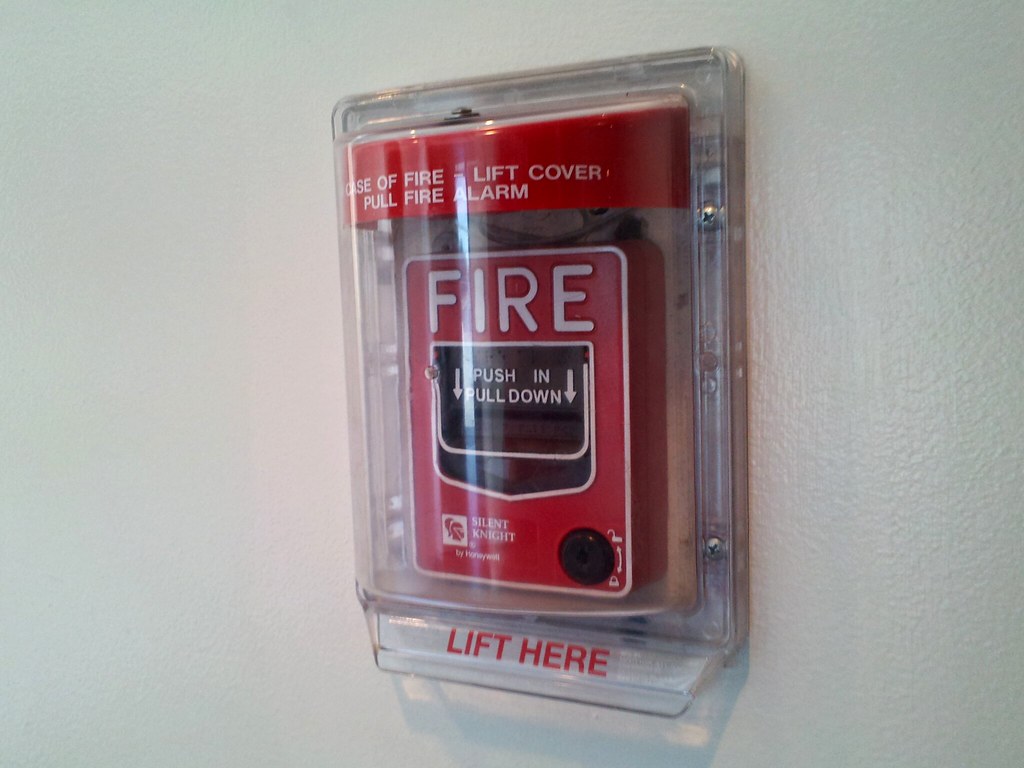 CASE OF FIRE - LIFT COVER,
PULL FIRE ALARM
FIRE
PUSH IN
PULL DOWN
SILENT
KNIGHT
by Honeywell
LIFT HERE